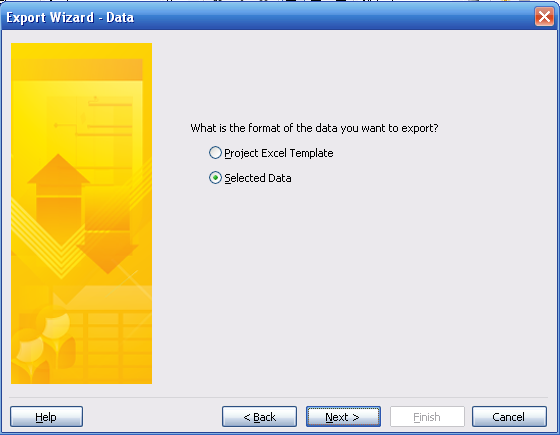 Export Wizard - Data
What is the format of the data you want to export?
Project Excel Template
Selected Data
Help
< Back
Next >
Finish
Cancel